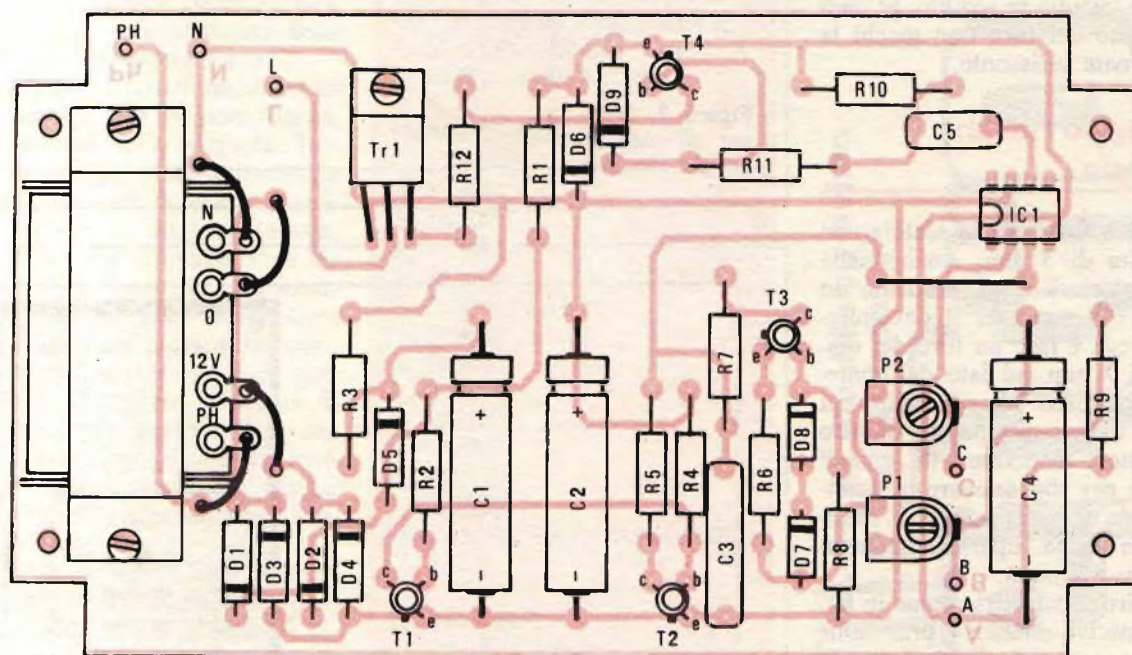 PH
N
L
N
O
12V
PH
Tr1
R12
R1
D6
D9
e
T4
b
c
R10
C5
R11
IC1
R3
D5
R2
C1
+
-
C2
+
-
R5
R4
R7
T3
c
e
b
R6
D8
D7
R8
P2
P1
C
B
A
C4
+
-
R9
C3
D1
D3
D2
D4
c
b
e
T1
c
b
e
T2